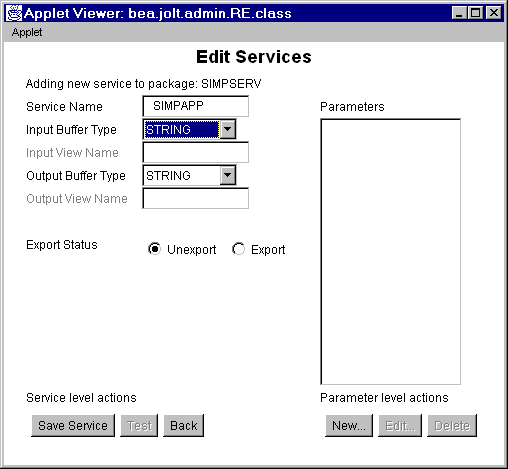 Applet Viewer: bea.jolt.admin.RE.class
Applet
Edit Services
Adding new service to package: SIMPSERV
Service Name SIMPAPP Parameters
Input Buffer Type STRING
Input View Name
Output Buffer Type STRING
Output View Name
Export Status Unexport Export
Service level actions Parameter level actions
Save Service Test Back New... Edit... Delete